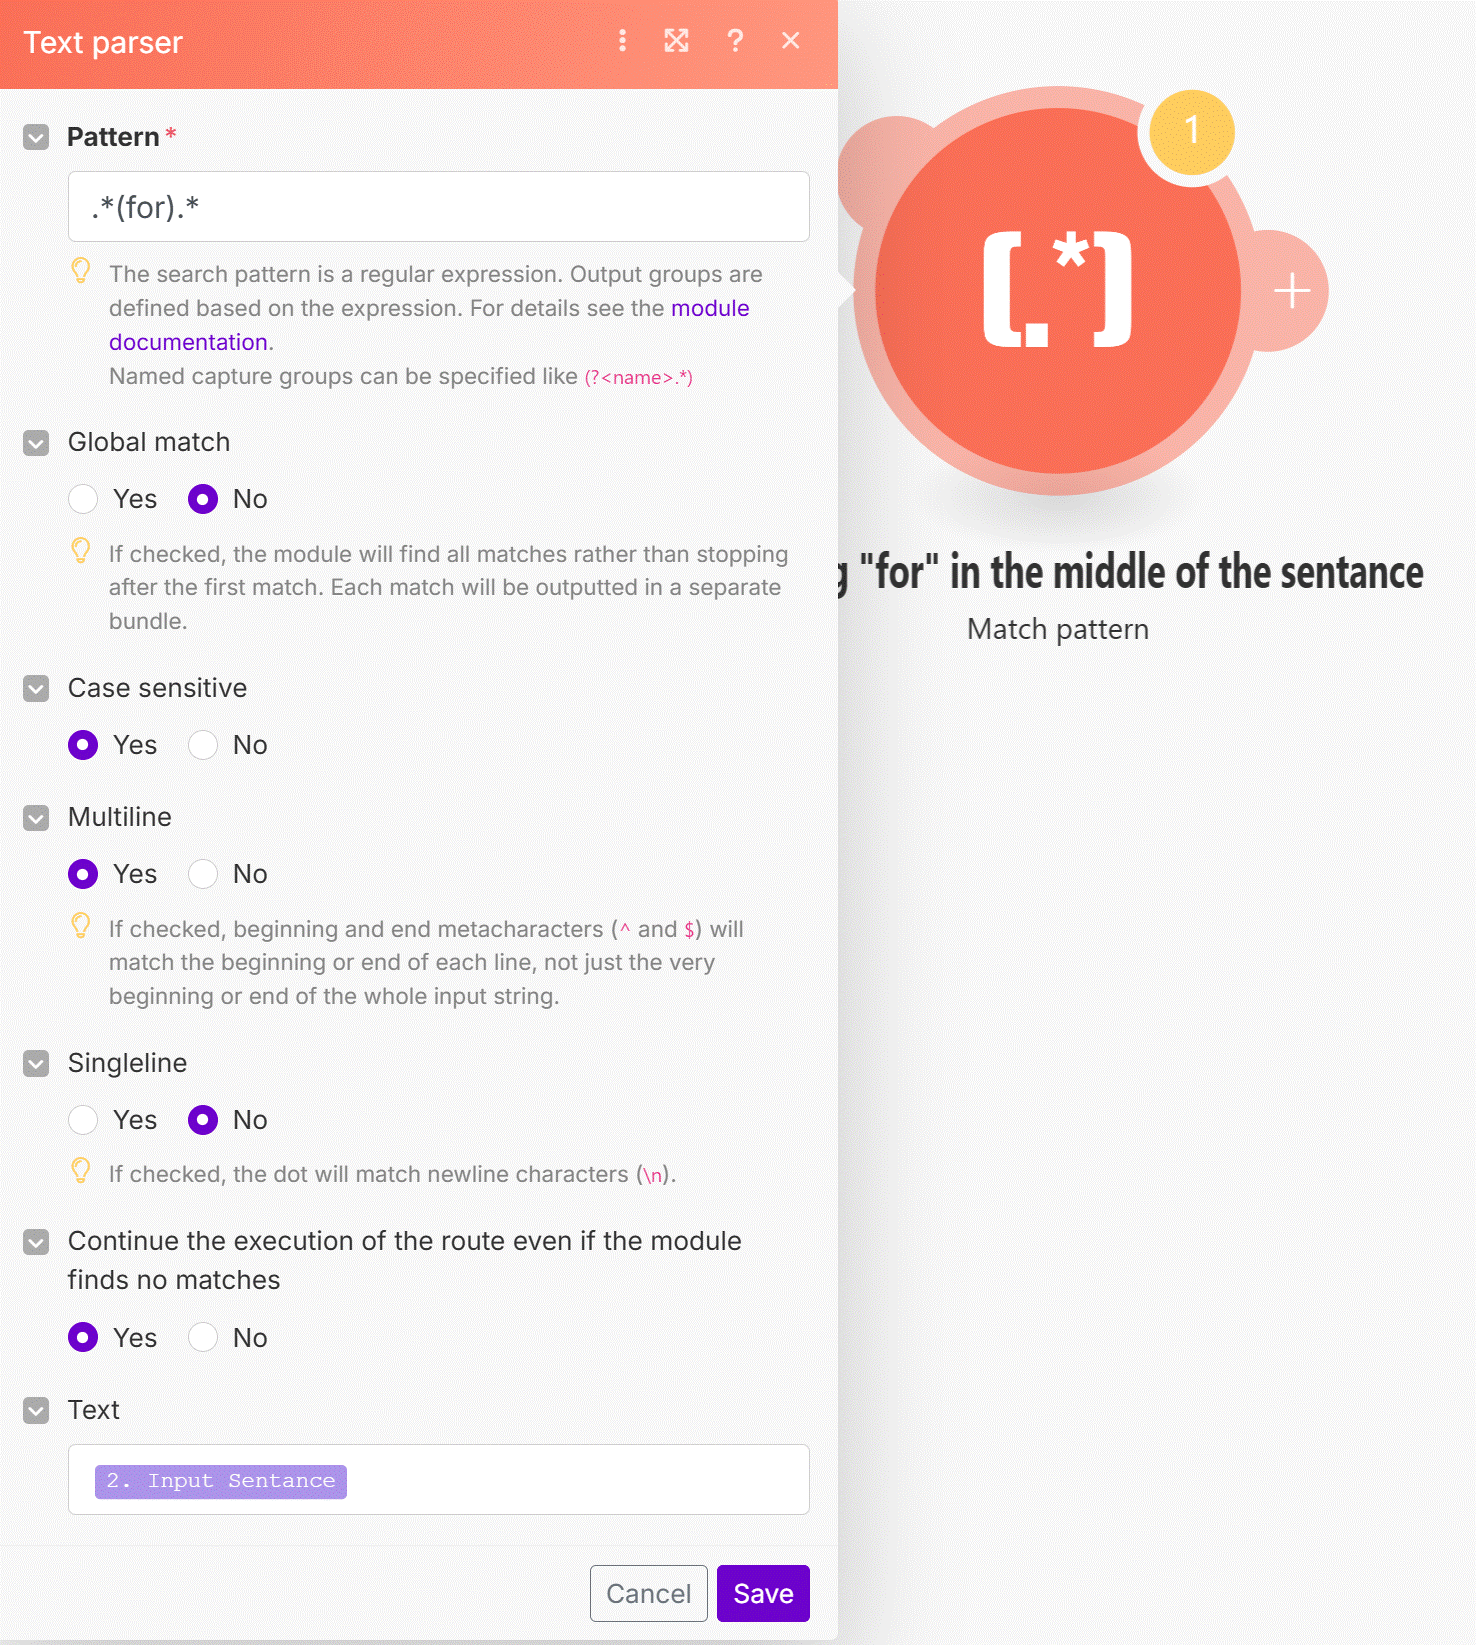 Text parser
?
Pattern *
.*(for).*
The search pattern is a regular expression. Output groups are
defined based on the expression. For details see the module
documentation.
Named capture groups can be specified like (?<name>.*)
Global match
Yes No
If checked, the module will find all matches rather than stopping
after the first match. Each match will be outputted in a separate
bundle.
Case sensitive
Yes No
Multiline
Yes No
If checked, beginning and end metacharacters (^ and $) will
match the beginning or end of each line, not just the very
beginning or end of the whole input string.
Singleline
Yes No
If checked, the dot will match newline characters (\n).
Continue the execution of the route even if the module
finds no matches
Yes No
Text
2. Input Sentance
Cancel Save
1
(.*)
+
g "for" in the middle of the sentance
Match pattern